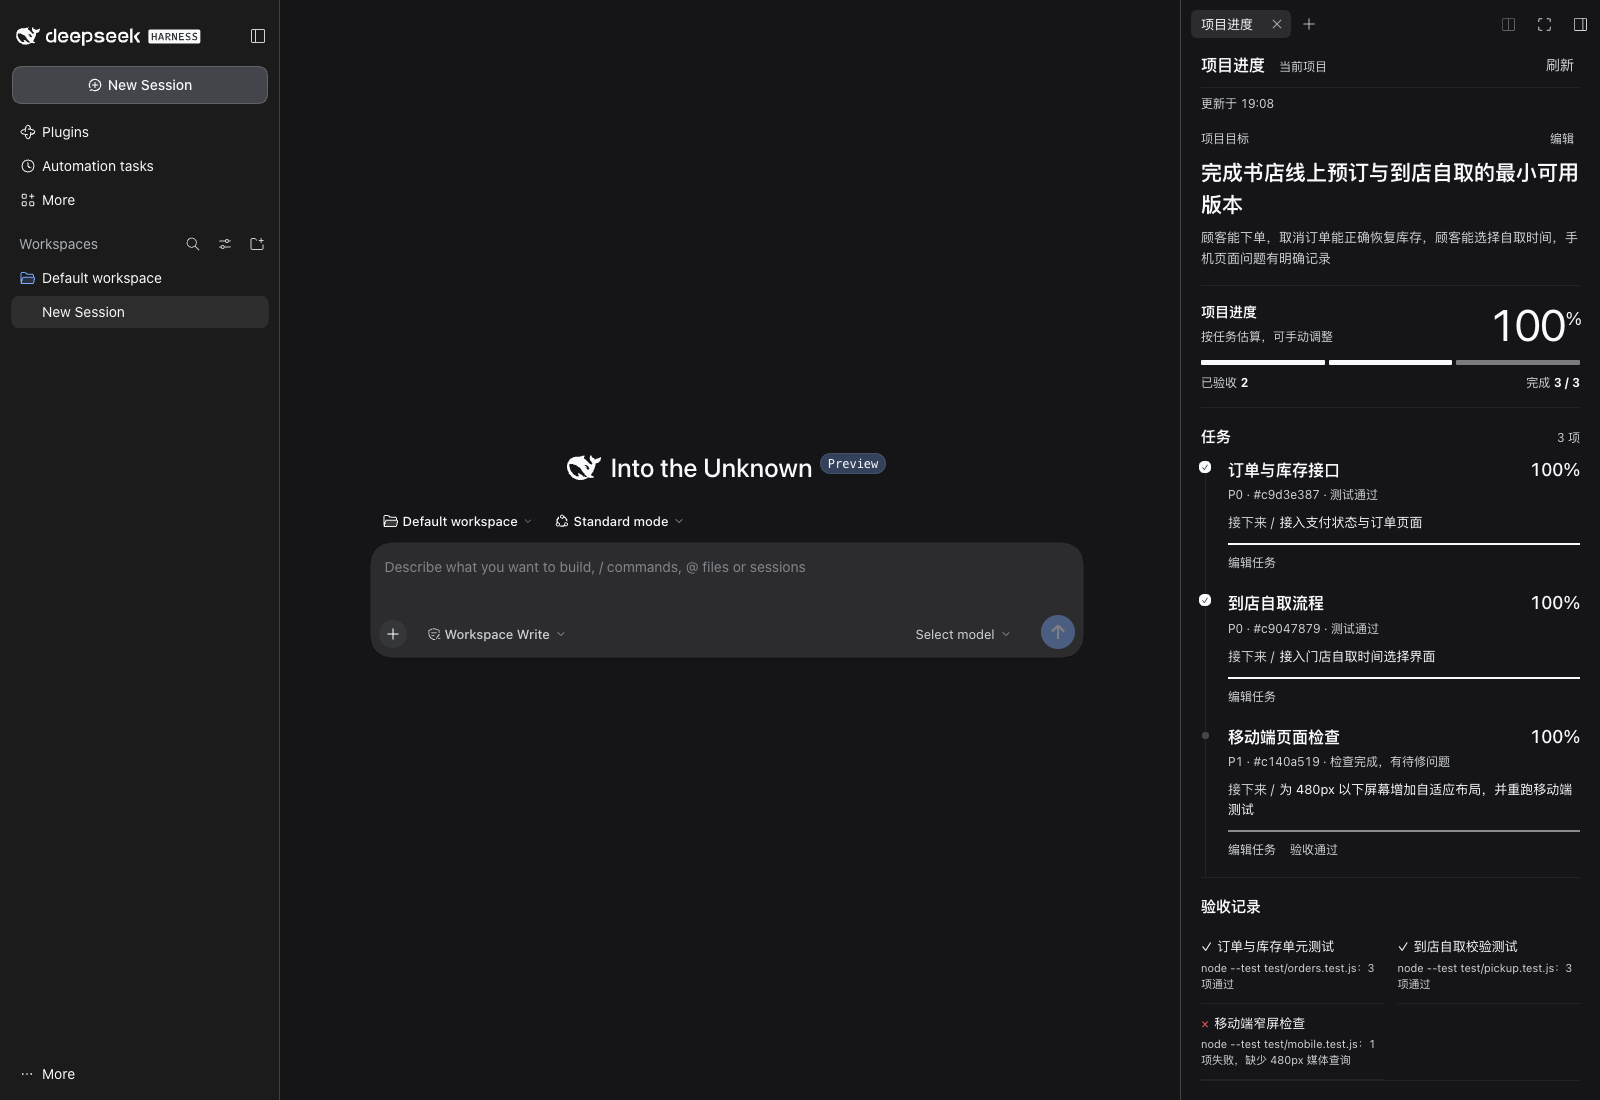 deepseek HARNESS
New Session
Plugins
Automation tasks
More
Workspaces
Default workspace
New Session
More
Into the Unknown Preview
Default workspace Standard mode
Describe what you want to build, / commands, @ files or sessions
Workspace Write Select model
项目进度
项目进度 当前项目 刷新
更新于 19:08
项目目标 编辑
完成书店线上预订与到店自取的最小可用
版本
顾客能下单，取消订单能正确恢复库存，顾客能选择自取时间，手
机页面问题有明确记录
项目进度
按任务估算，可手动调整
100%
已验收 2 完成 3 / 3
任务 3 项
订单与库存接口 100%
P0 · #c9d3e387 · 测试通过
接下来 / 接入支付状态与订单页面
编辑任务
到店自取流程 100%
P0 · #c9047879 · 测试通过
接下来 / 接入门店自取时间选择界面
编辑任务
移动端页面检查 100%
P1 · #c140a519 · 检查完成，有待修问题
接下来 / 为 480px 以下屏幕增加自适应布局，并重跑移动端
测试
编辑任务 验收通过
验收记录
订单与库存单元测试
node --test test/orders.test.js：3
项通过
到店自取校验测试
node --test test/pickup.test.js：3
项通过
移动端窄屏检查
node --test test/mobile.test.js：1
项失败，缺少 480px 媒体查询